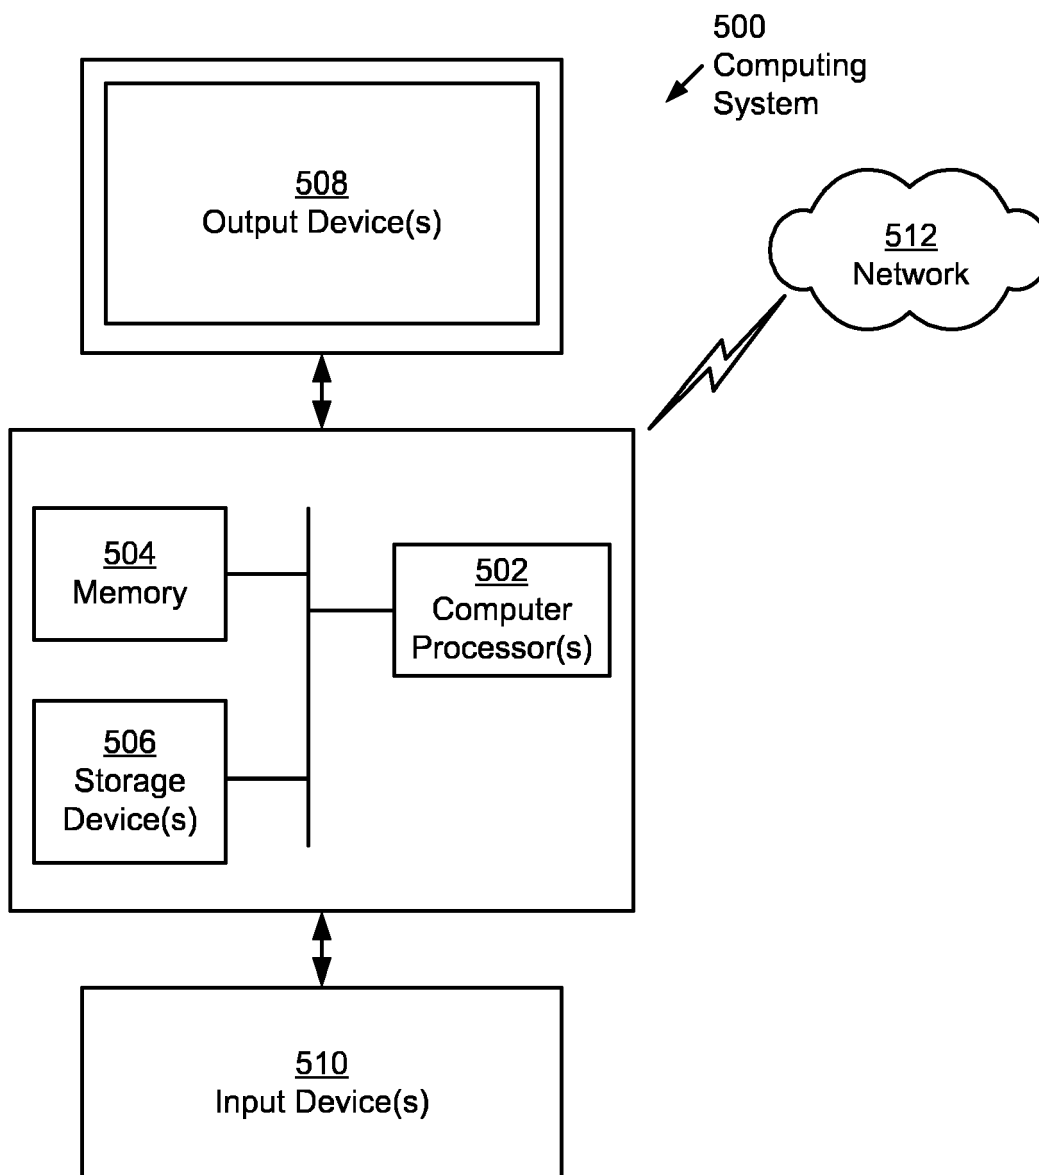 500
Computing
System
508
Output Device(s)
512
Network
504
Memory
502
Computer
Processor(s)
506
Storage
Device(s)
510
Input Device(s)